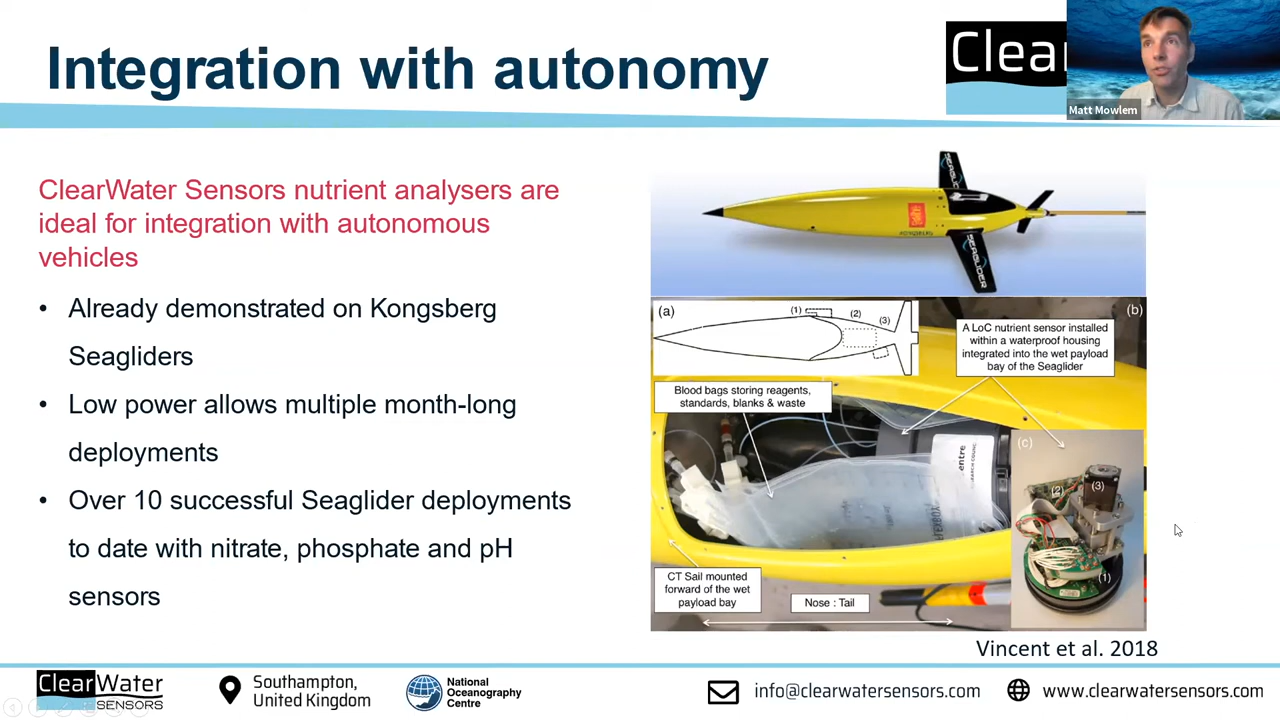 Integration with autonomy
Clea
Matt Mowlem
ClearWater Sensors nutrient analysers are
ideal for integration with autonomous
vehicles
• Already demonstrated on Kongsberg
Seagliders
• Low power allows multiple month-long
deployments
• Over 10 successful Seaglider deployments
to date with nitrate, phosphate and pH
sensors
SEAGLIDER
KONGSBERG
SEAGLIDER
(a)
(1)
(2)
(3)
(b)
A LoC nutrient sensor installed
within a waterproof housing
integrated into the wet payload
bay of the Seaglider
Blood bags storing reagents,
standards, blanks & waste
entre
(c)
(2)
(3)
(1)
CT Sail mounted
forward of the wet
payload bay
Nose : Tail
Vincent et al. 2018
ClearWater
SENSORS
Southampton,
United Kingdom
National
Oceanography
Centre
info@clearwatersensors.com
www.clearwatersensors.com